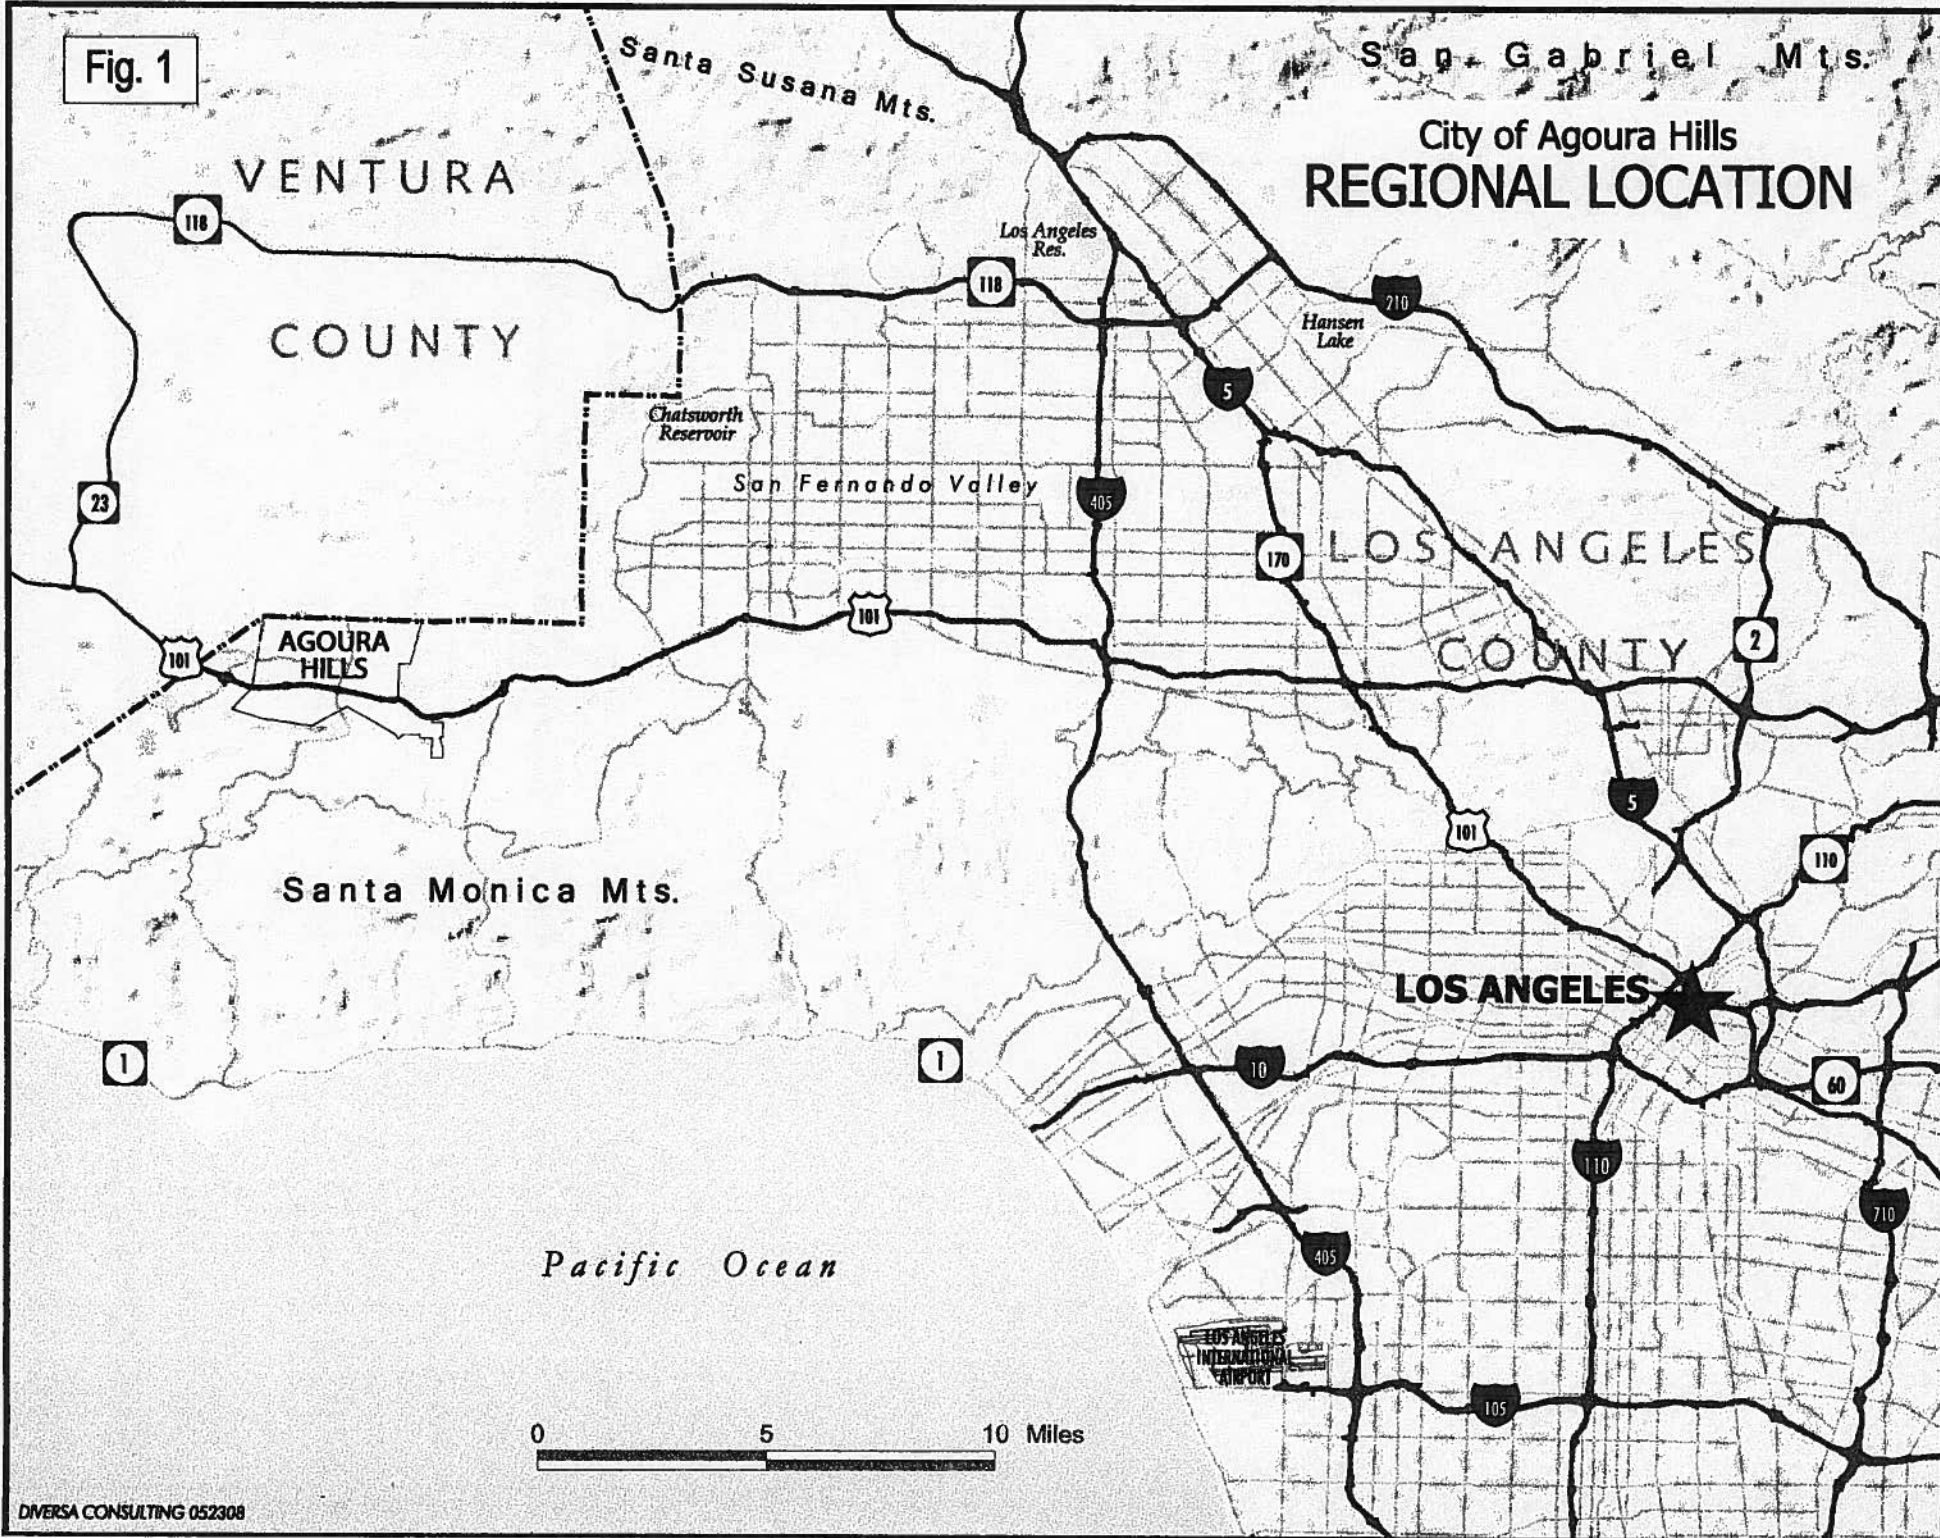 Fig. 1
Santa Susana Mts.
San Gabriel Mts.
City of Agoura Hills
REGIONAL LOCATION
VENTURA
COUNTY
118
Los Angeles
Res.
118
210
Hansen
Lake
5
Chatsworth
Reservoir
San Fernando Valley
405
23
170
LOS ANGELES
COUNTY
2
101
AGOURA
HILLS
101
5
101
110
Santa Monica Mts.
LOS ANGELES
1
1
10
60
110
710
405
Pacific Ocean
LOS ANGELES
INTERNATIONAL
AIRPORT
105
0 5 10 Miles
DIVERSA CONSULTING 052308